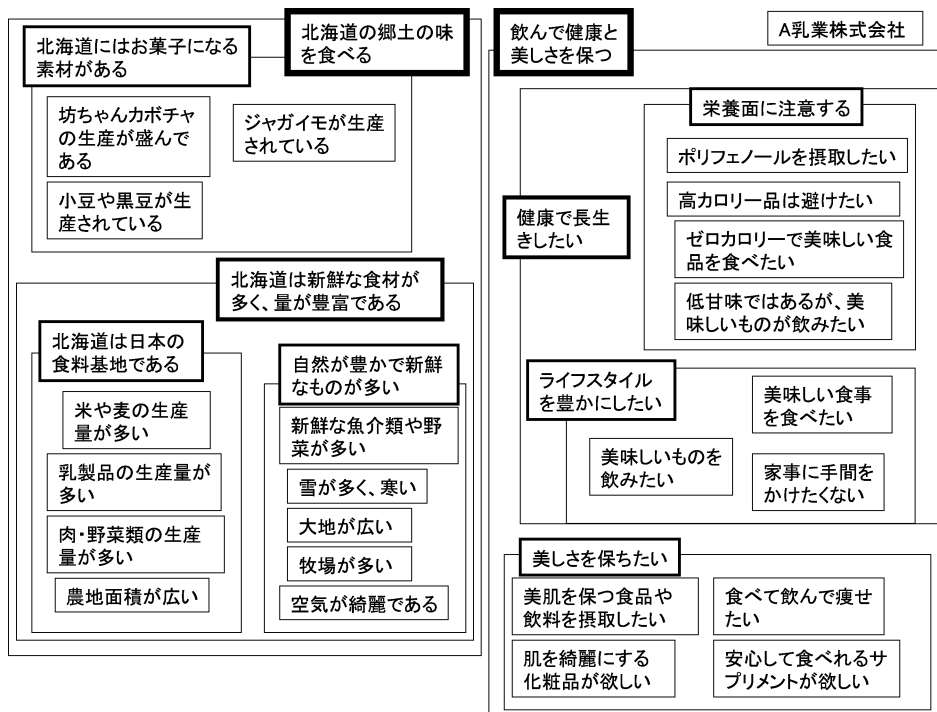 北海道の郷土の味
を食べる
北海道にはお菓子になる
素材がある
坊ちゃんカボチャ
の生産が盛んで
ある
ジャガイモが生産
されている
小豆や黒豆が生
産されている
北海道は新鮮な食材が
多く、量が豊富である
北海道は日本の
食料基地である
米や麦の生産
量が多い
乳製品の生産量が
多い
肉・野菜類の生産
量が多い
農地面積が広い
自然が豊かで新鮮
なものが多い
新鮮な魚介類や野
菜が多い
雪が多く、寒い
大地が広い
牧場が多い
空気が綺麗である
飲んで健康と
美しさを保つ
A乳業株式会社
健康で長生
きしたい
栄養面に注意する
ポリフェノールを摂取したい
高カロリー品は避けたい
ゼロカロリーで美味しい食
品を食べたい
低甘味ではあるが、美
味しいものが飲みたい
ライフスタイル
を豊かにしたい
美味しい食事
を食べたい
美味しいものを
飲みたい
家事に手間を
かけたくない
美しさを保ちたい
美肌を保つ食品や
飲料を摂取したい
食べて飲んで痩せ
たい
肌を綺麗にする
化粧品が欲しい
安心して食べれるサ
プリメントが欲しい